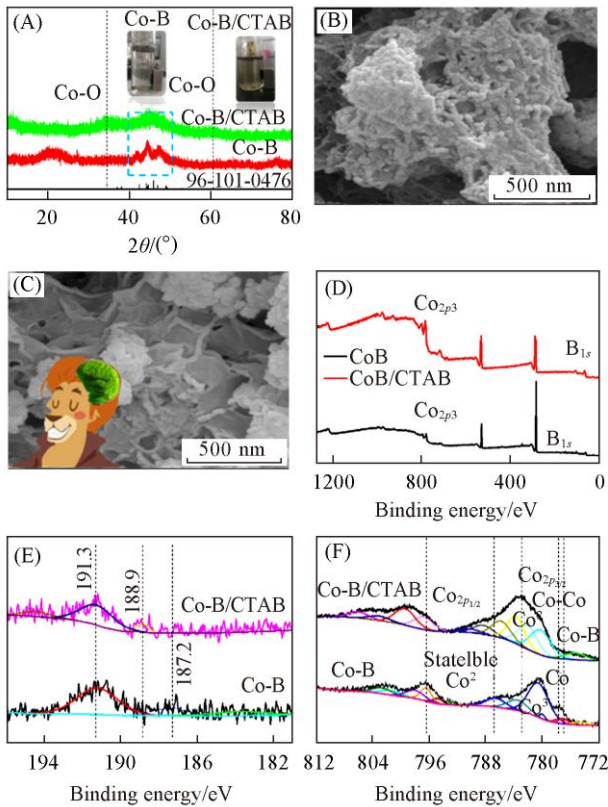 (A)
Co-B
Co-B/CTAB
Co-O
Co-O
Co-B/CTAB
Co-B
96-101-0476
20
40
60
80
2θ/(°)
(B)
500 nm
(C)
500 nm
(D)
Co2p3
B1s
CoB
CoB/CTAB
Co2p3
B1s
1200
800
400
0
Binding energy/eV
(E)
191.3
188.9
Co-B/CTAB
187.2
Co-B
194
190
186
182
Binding energy/eV
(F)
Co-B/CTAB
Co2p1/2
Co2p3/2
Co-Co
Co-B
Co-B
Statelble
Co2
Co
812
804
796
788
780
772
Binding energy/eV